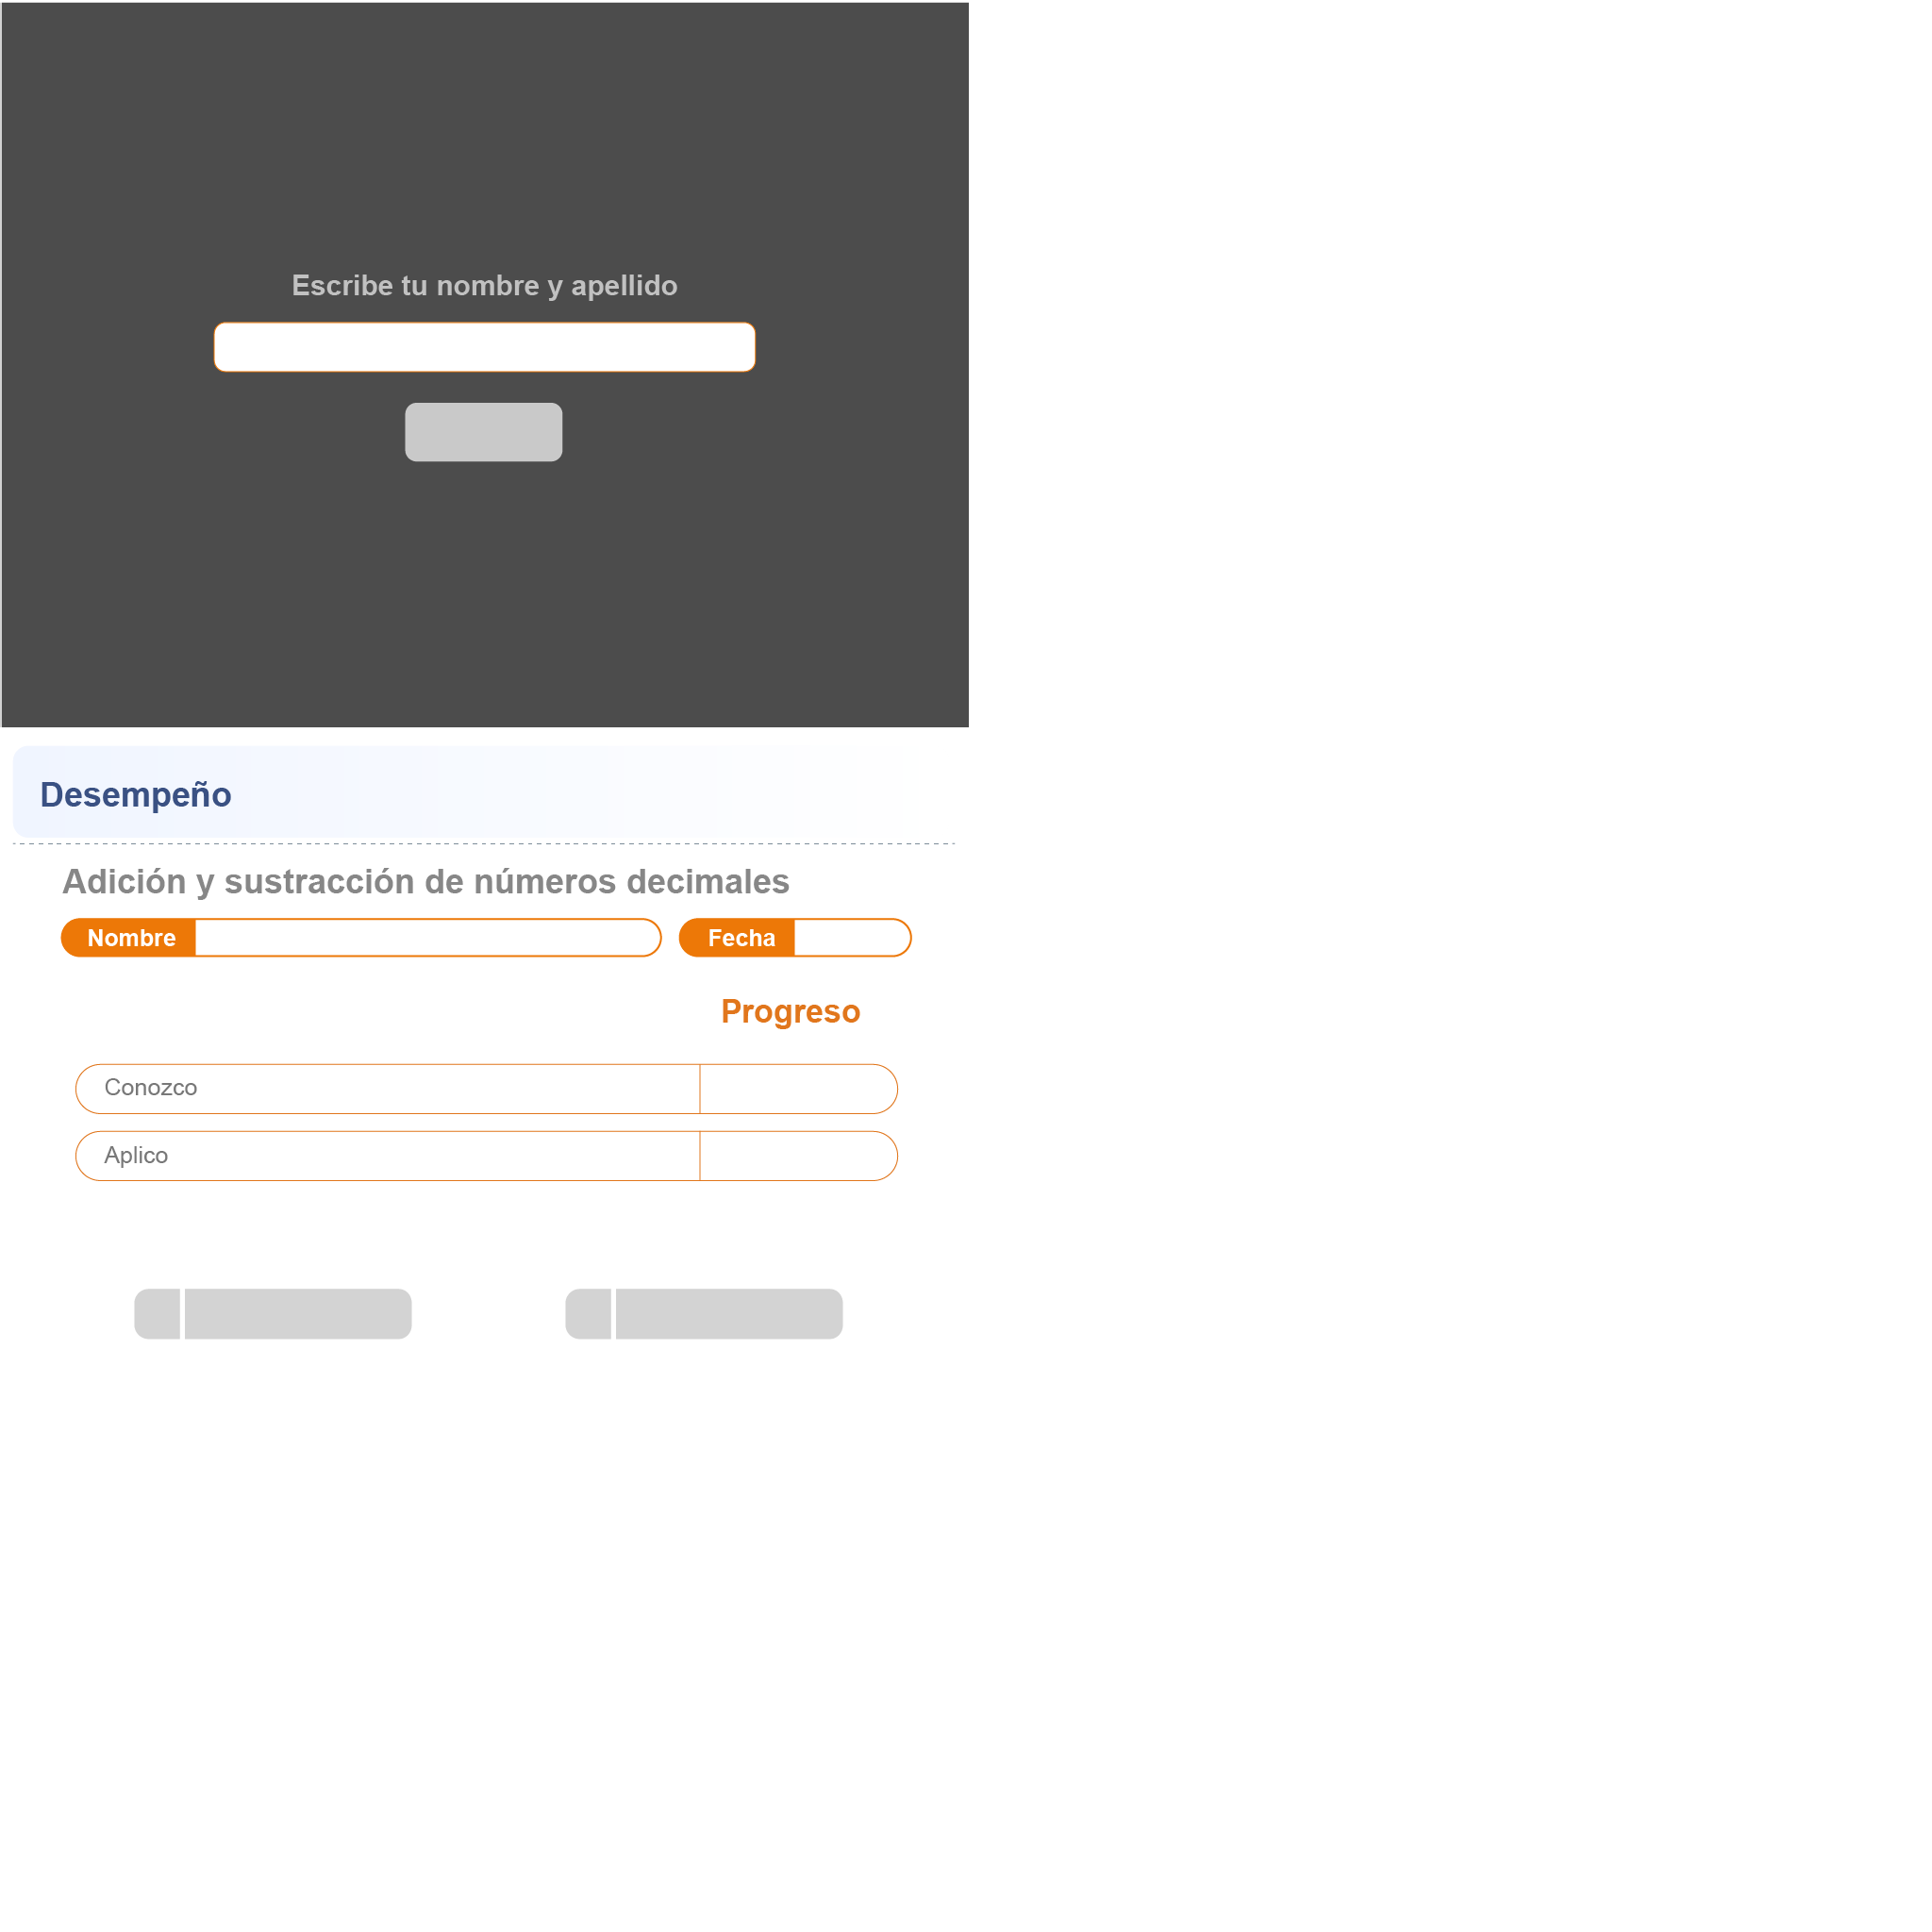 Escribe tu nombre y apellido
Desempeño
Adición y sustracción de números decimales
Nombre
Fecha
Progreso
Conozco
Aplico